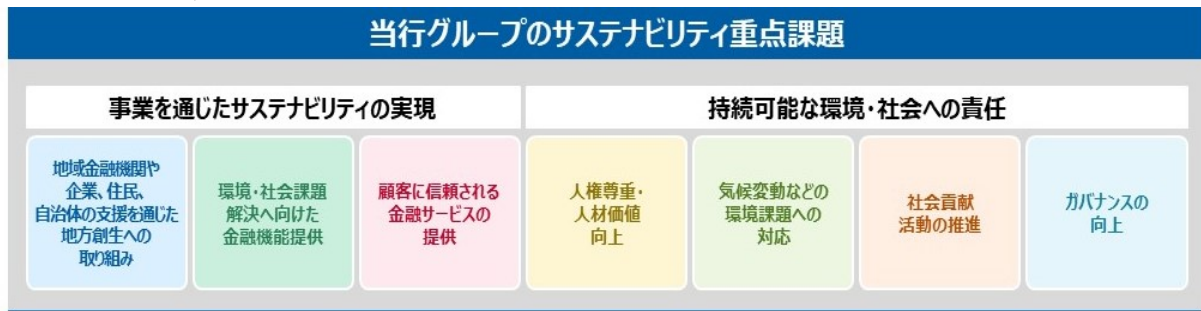 当行グループのサステナビリティ重点課題
事業を通じたサステナビリティの実現
持続可能な環境・社会への責任
地域金融機関や
企業、住民、
自治体の支援を通じた
地方創生への
取り組み
環境・社会課題
解決へ向けた
金融機能提供
顧客に信頼される
金融サービスの
提供
人権尊重・
人材価値
向上
気候変動などの
環境課題への
対応
社会貢献
活動の推進
ガバナンスの
向上